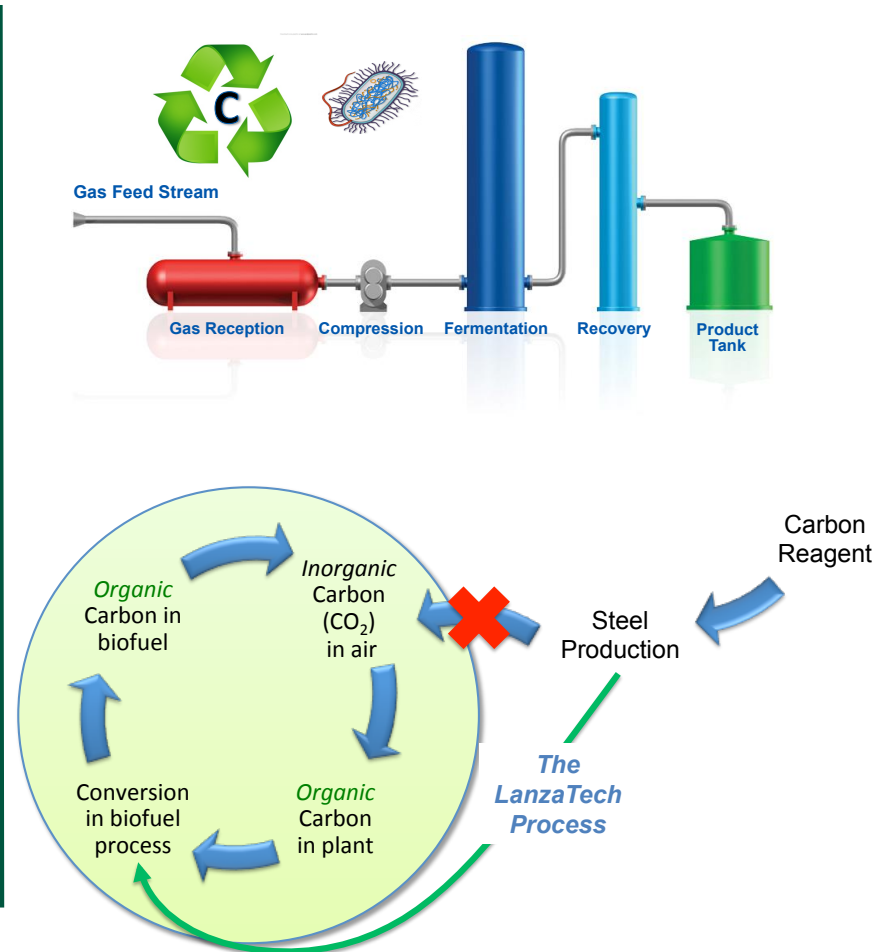 C
Gas Feed Stream
Gas Reception
Compression
Fermentation
Recovery
Product
Tank
Carbon
Reagent
Organic
Carbon in
biofuel
Inorganic
Carbon
(CO₂)
in air
Steel
Production
The
LanzaTech
Process
Conversion
in biofuel
process
Organic
Carbon
in plant